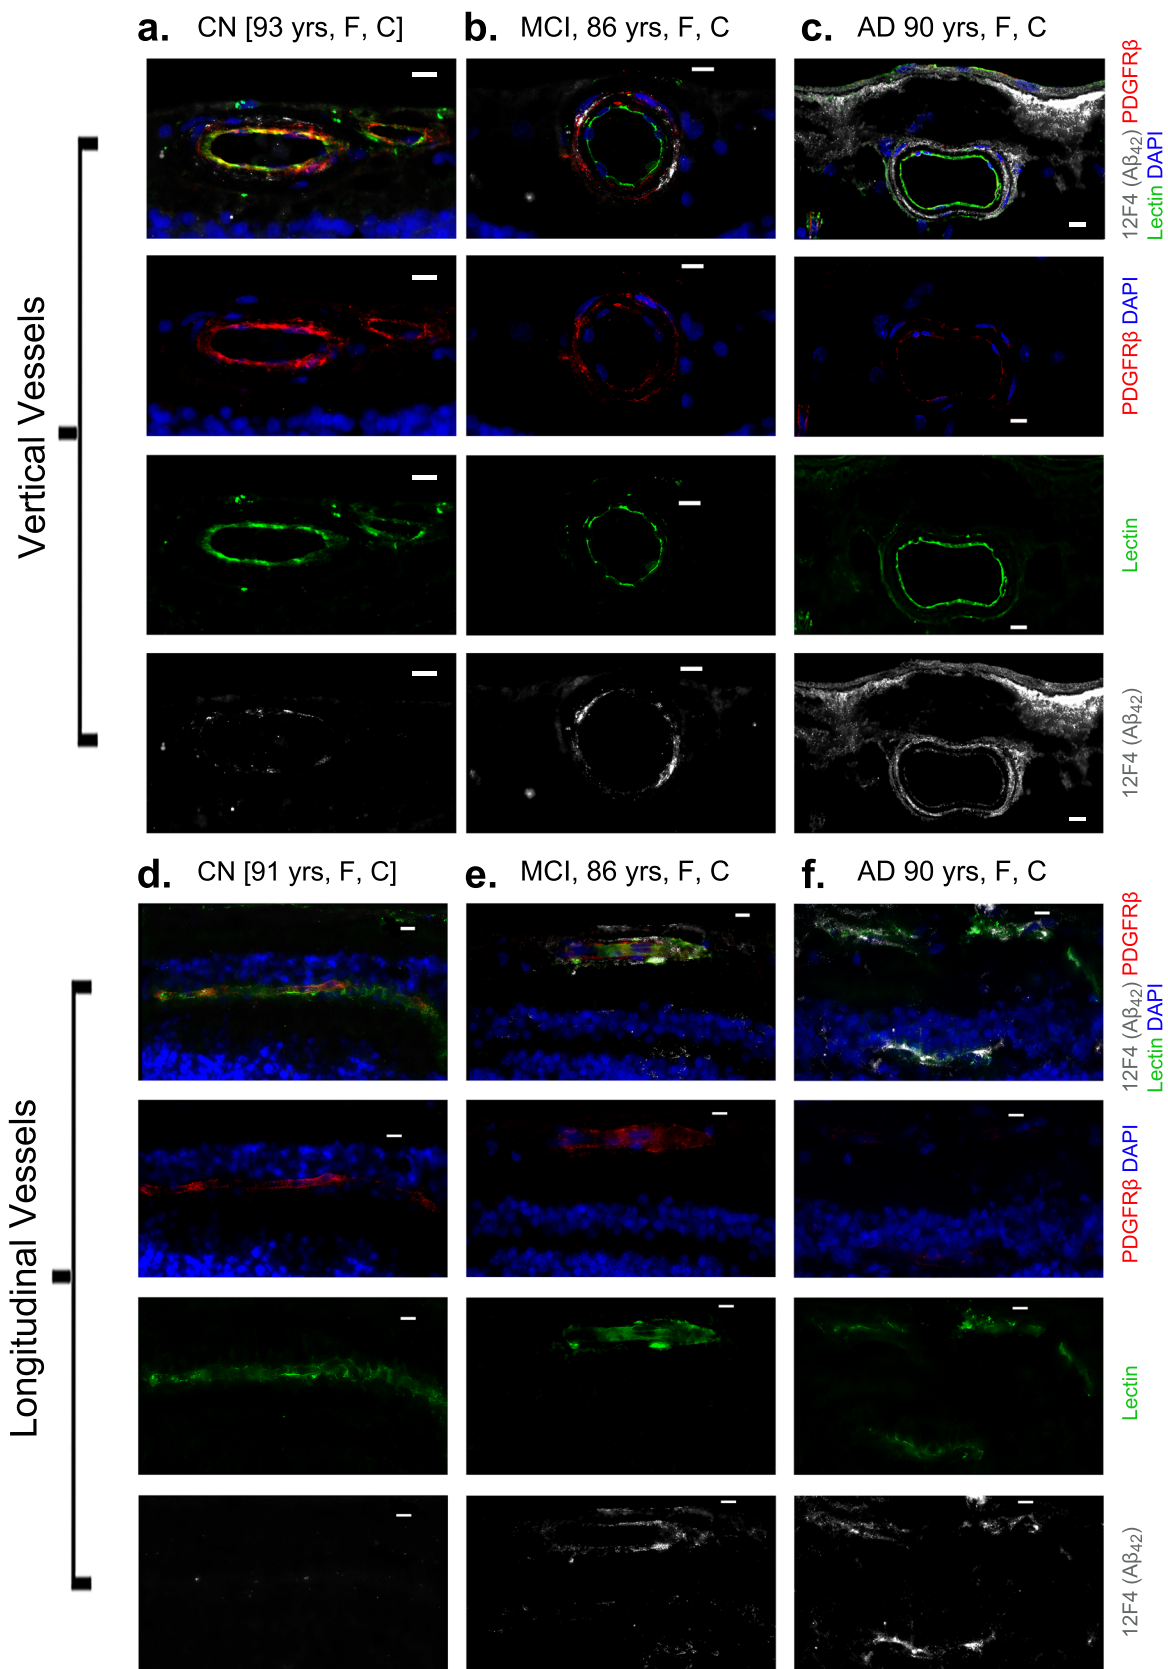 a. CN [93 yrs, F, C]
b. MCI, 86 yrs, F, C
c. AD 90 yrs, F, C
Vertical Vessels
12F4 (Aβ42) PDGFRβ
Lectin DAPI
PDGFRβ DAPI
Lectin
12F4 (Aβ42)
d. CN [91 yrs, F, C]
e. MCI, 86 yrs, F, C
f. AD 90 yrs, F, C
Longitudinal Vessels
12F4 (Aβ42) PDGFRβ
Lectin DAPI
PDGFRβ DAPI
Lectin
12F4 (Aβ42)